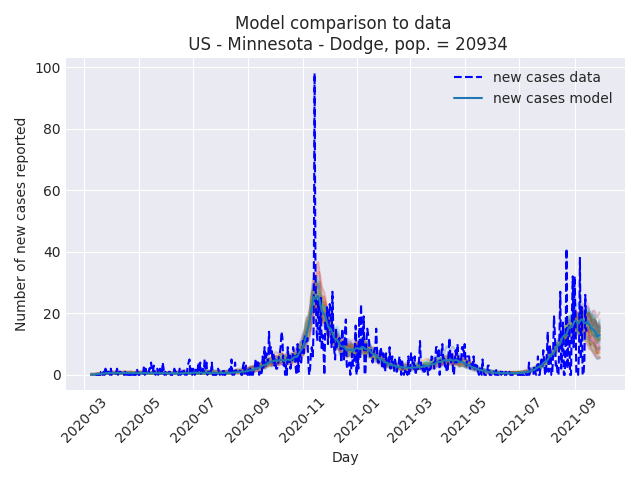 Model comparison to data
US - Minnesota - Dodge, pop. = 20934
new cases data
new cases model
Number of new cases reported
100
80
60
40
20
0
2020-03
2020-05
2020-07
2020-09
2020-11
2021-01
2021-03
2021-05
2021-07
2021-09
Day